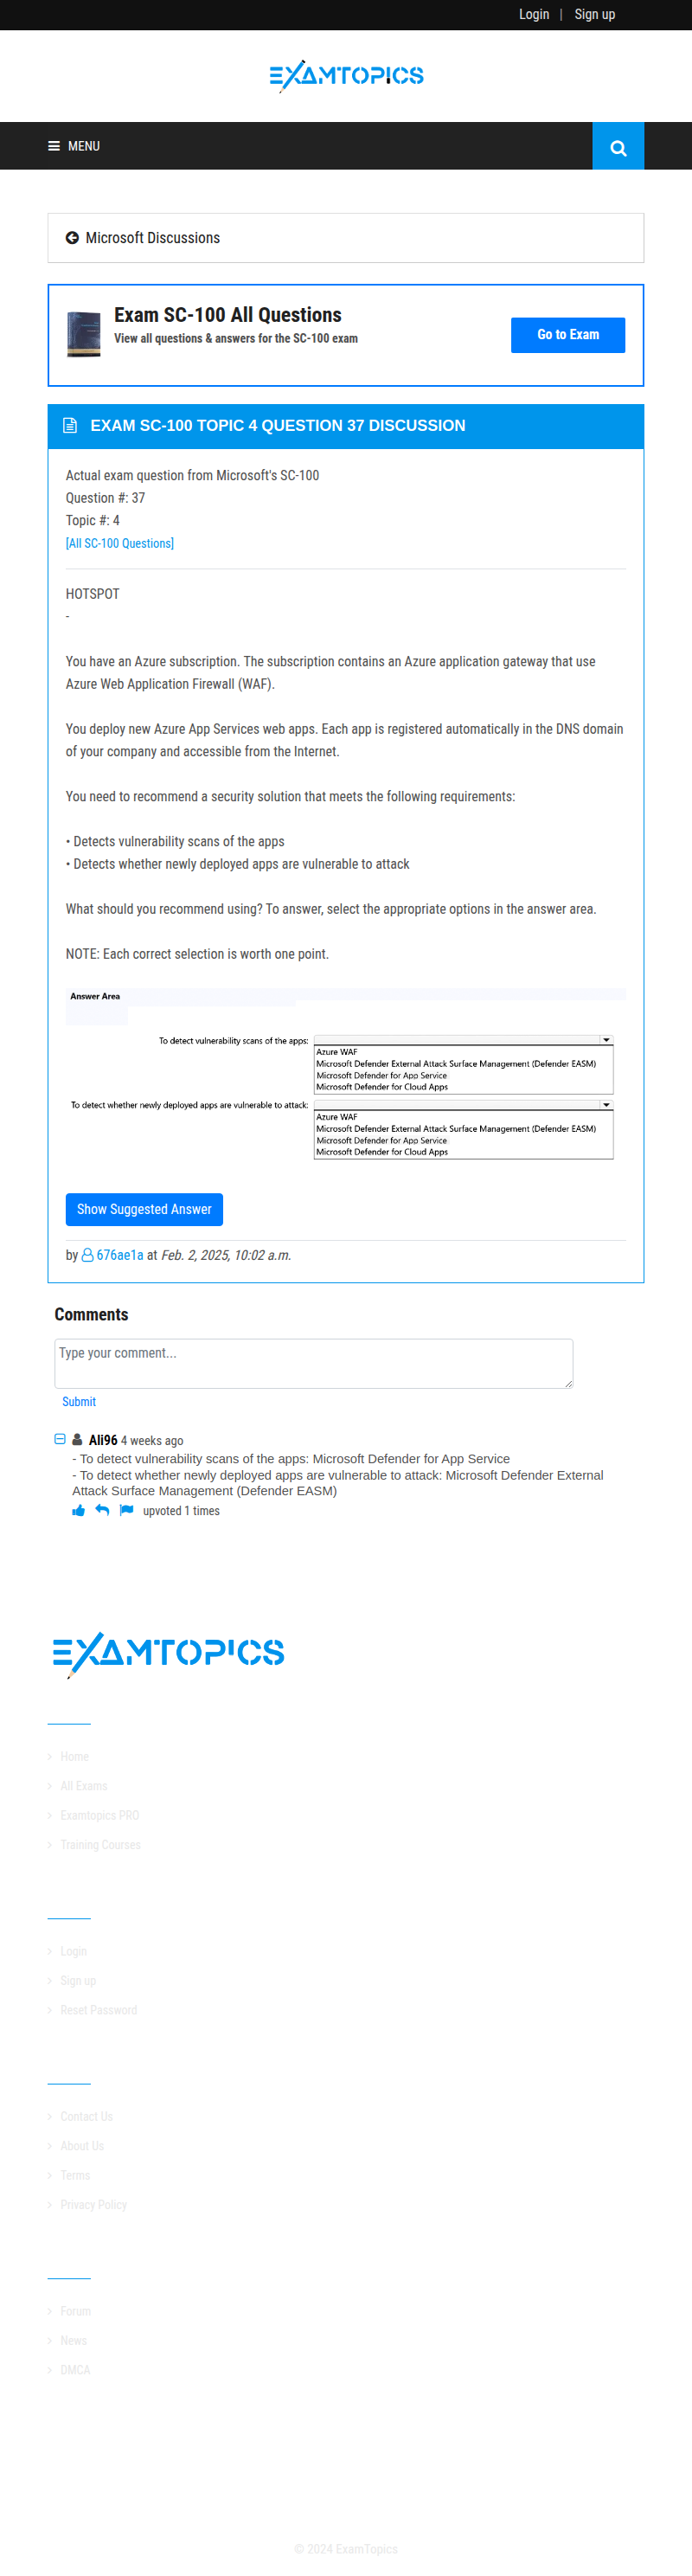 Login | Sign up
EXAMTOPICS
MENU
Microsoft Discussions
Exam SC-100 All Questions
View all questions & answers for the SC-100 exam
Go to Exam
EXAM SC-100 TOPIC 4 QUESTION 37 DISCUSSION
Actual exam question from Microsoft's SC-100
Question #: 37
Topic #: 4
[All SC-100 Questions]
HOTSPOT
-
You have an Azure subscription. The subscription contains an Azure application gateway that use
Azure Web Application Firewall (WAF).
You deploy new Azure App Services web apps. Each app is registered automatically in the DNS domain
of your company and accessible from the Internet.
You need to recommend a security solution that meets the following requirements:
• Detects vulnerability scans of the apps
• Detects whether newly deployed apps are vulnerable to attack
What should you recommend using? To answer, select the appropriate options in the answer area.
NOTE: Each correct selection is worth one point.
Answer Area
To detect vulnerability scans of the apps:
Azure WAF
Microsoft Defender External Attack Surface Management (Defender EASM)
Microsoft Defender for App Service
Microsoft Defender for Cloud Apps
To detect whether newly deployed apps are vulnerable to attack:
Azure WAF
Microsoft Defender External Attack Surface Management (Defender EASM)
Microsoft Defender for App Service
Microsoft Defender for Cloud Apps
Show Suggested Answer
by 676ae1a at Feb. 2, 2025, 10:02 a.m.
Comments
Type your comment...
Submit
Ali96 4 weeks ago
- To detect vulnerability scans of the apps: Microsoft Defender for App Service
- To detect whether newly deployed apps are vulnerable to attack: Microsoft Defender External
Attack Surface Management (Defender EASM)
upvoted 1 times
EXAMTOPICS
Home
All Exams
Examtopics PRO
Training Courses
Login
Sign up
Reset Password
Contact Us
About Us
Terms
Privacy Policy
Forum
News
DMCA
© 2024 ExamTopics